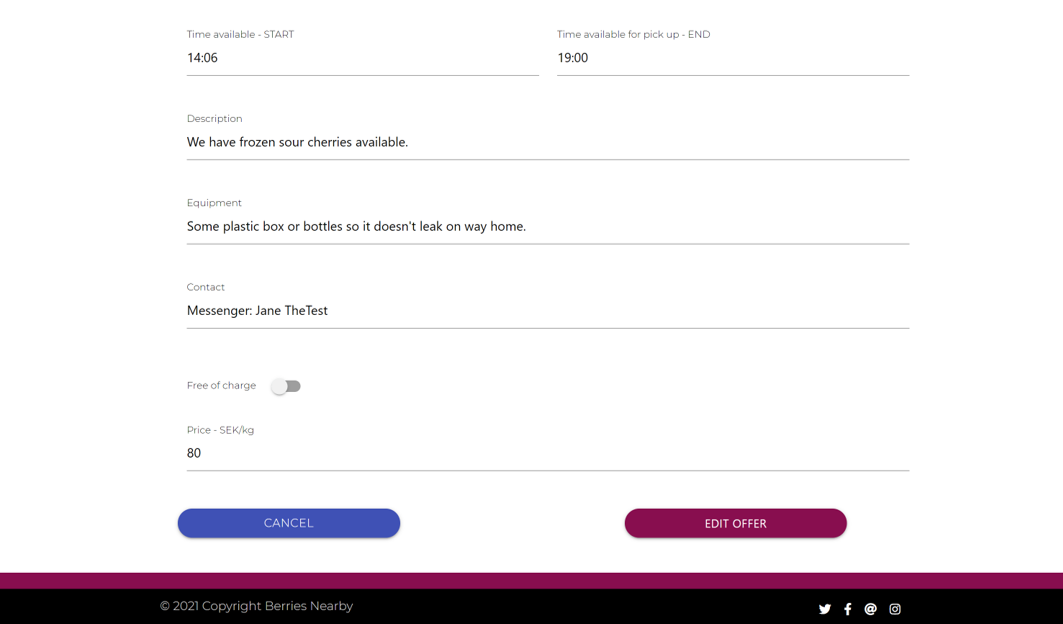 Time available - START
Time available for pick up - END
14:06
19:00
Description
We have frozen sour cherries available.
Equipment
Some plastic box or bottles so it doesn't leak on way home.
Contact
Messenger: Jane TheTest
Free of charge
Price - SEK/kg
80
CANCEL
EDIT OFFER
© 2021 Copyright Berries Nearby